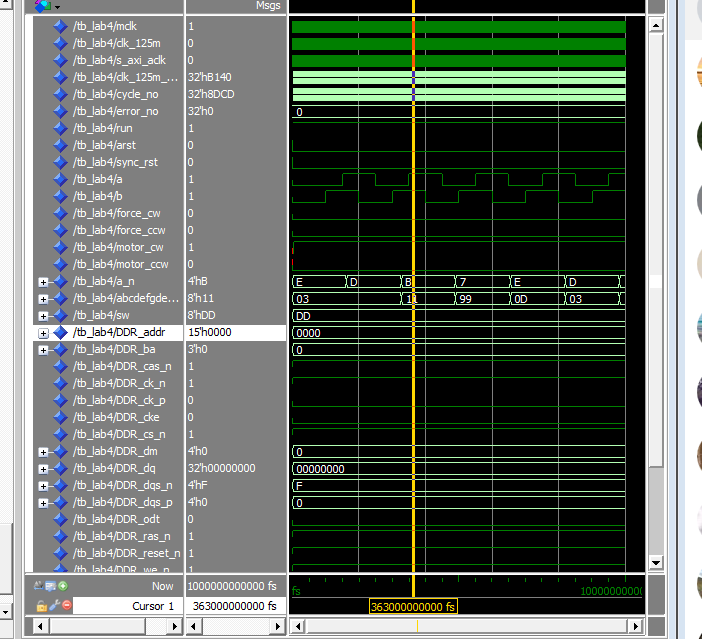 Msgs
/tb_lab4/mclk 1
/tb_lab4/clk_125m 0
/tb_lab4/s_axi_aclk 0
/tb_lab4/clk_125m_... 32'hB140
/tb_lab4/cycle_no 32'h8DCD
/tb_lab4/error_no 32'h0 0
/tb_lab4/run 1
/tb_lab4/arst 0
/tb_lab4/sync_rst 0
/tb_lab4/a 1
/tb_lab4/b 1
/tb_lab4/force_cw 0
/tb_lab4/force_ccw 0
/tb_lab4/motor_cw 1
/tb_lab4/motor_ccw 0
/tb_lab4/a_n 4'hB E D B 7 E D
/tb_lab4/abcdefgde... 8'h11 03 11 99 0D 03
/tb_lab4/sw 8'hDD DD
/tb_lab4/DDR_addr 15'h0000 0000
/tb_lab4/DDR_ba 3'h0 0
/tb_lab4/DDR_cas_n 1
/tb_lab4/DDR_ck_n 1
/tb_lab4/DDR_ck_p 0
/tb_lab4/DDR_cke 0
/tb_lab4/DDR_cs_n 1
/tb_lab4/DDR_dm 4'h0 0
/tb_lab4/DDR_dq 32'h00000000 00000000
/tb_lab4/DDR_dqs_n 4'hF F
/tb_lab4/DDR_dqs_p 4'h0 0
/tb_lab4/DDR_odt 0
/tb_lab4/DDR_ras_n 1
/tb_lab4/DDR_reset_n 1
/tb_lab4/DDR_we_n 1
Now 1000000000000 fs fs
Cursor 1 363000000000 fs 363000000000 fs